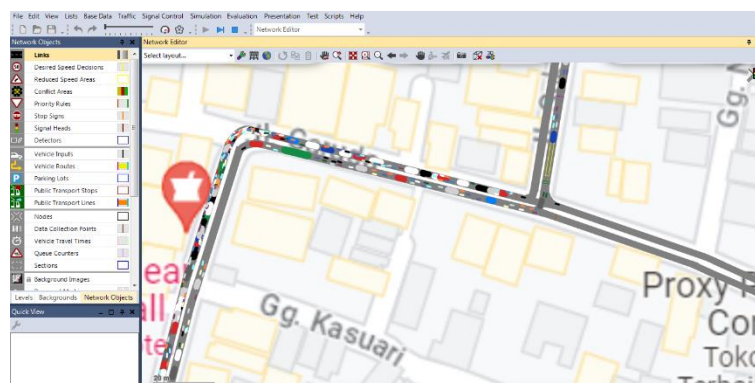 File Edit View Lists Base Data Traffic Signal Control Simulation Evaluation Presentation Test Scripts Help
Network Editor
Network Objects
Network Editor
Select layout...
Links
Desired Speed Decisions
Reduced Speed Areas
Conflict Areas
Priority Rules
Stop Signs
Signal Heads
Detectors
Vehicle Inputs
Vehicle Routes
Parking Lots
Public Transport Stops
Public Transport Lines
Nodes
Data Collection Points
Vehicle Travel Times
Queue Counters
Sections
Background Images
Levels Backgrounds Network Objects
Quick View
Gg. Kasuari
Proxy
Toko
20 m